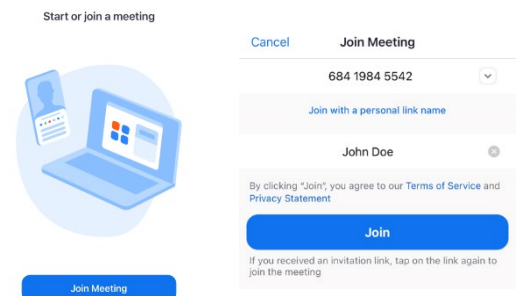 Start or join a meeting
Join Meeting
Cancel Join Meeting
684 1984 5542
Join with a personal link name
John Doe
By clicking "Join", you agree to our Terms of Service and
Privacy Statement
Join
If you received an invitation link, tap on the link again to
join the meeting